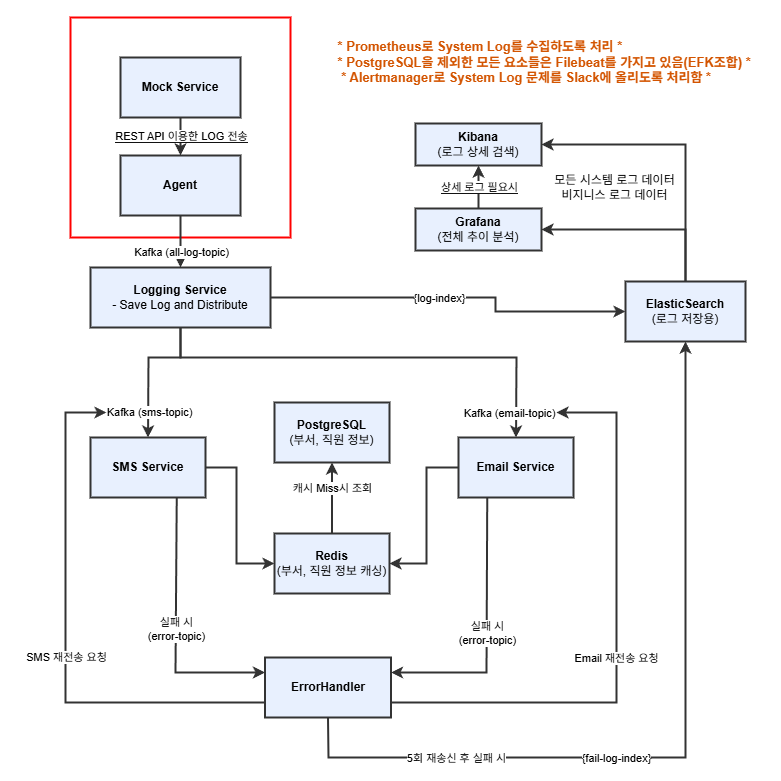 * Prometheus로 System Log를 수집하도록 처리 *
* PostgreSQL을 제외한 모든 요소들은 Filebeat를 가지고 있음(EFK조합) *
* Alertmanager로 System Log 문제를 Slack에 올리도록 처리함 *
Mock Service
REST API 이용한 LOG 전송
Agent
Kibana
(로그 상세 검색)
상세 로그 필요시
모든 시스템 로그 데이터
비지니스 로그 데이터
Grafana
(전체 추이 분석)
Kafka (all-log-topic)
Logging Service
- Save Log and Distribute
{log-index}
ElasticSearch
(로그 저장용)
Kafka (sms-topic)
Kafka (email-topic)
PostgreSQL
(부서, 직원 정보)
SMS Service
Email Service
캐시 Miss시 조회
Redis
(부서, 직원 정보 캐싱)
실패 시
(error-topic)
실패 시
(error-topic)
SMS 재전송 요청
Email 재전송 요청
ErrorHandler
5회 재송신 후 실패 시
{fail-log-index}